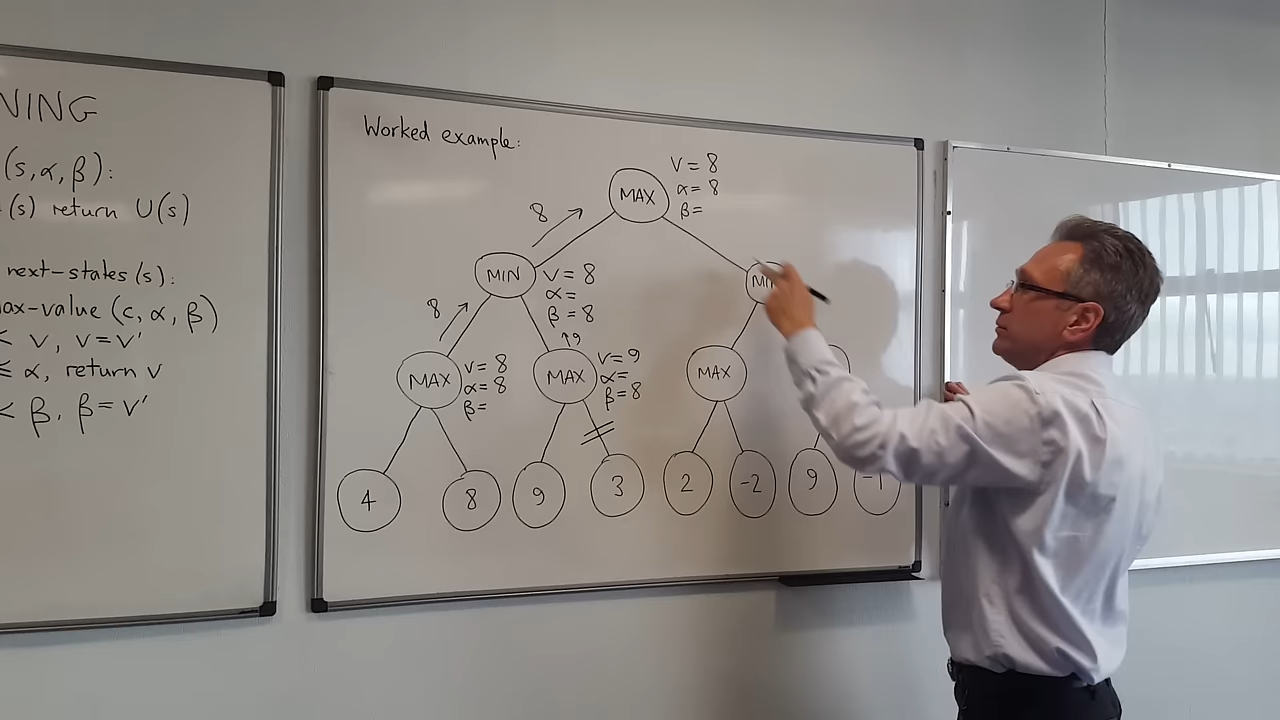 NING
(s, α, β):
(s) return U(s)
next-states(s):
ax-value (c, α, β)
< v, v = v'
≤ α, return v
< β, β = v'
Worked example:
MAX
v = 8
α = 8
β =
8
MIN
v = 8
α =
β = 8
MIN
8
9
MAX
v = 8
α = 8
β =
MAX
v = 9
α =
β = 8
MAX
4
8
9
3
2
-2
9
-1